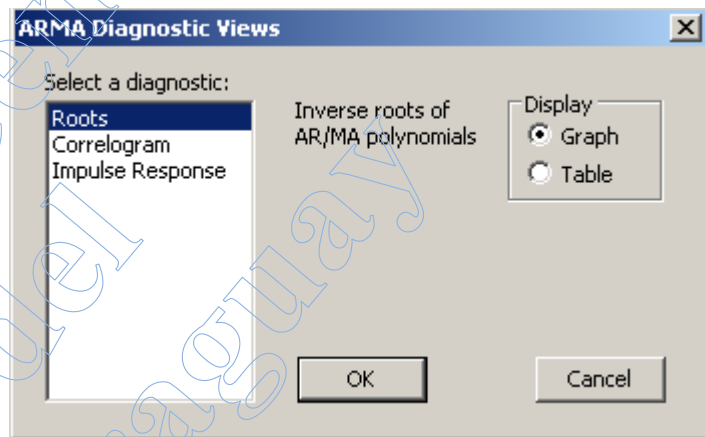 ARMA Diagnostic Views
Select a diagnostic:
Roots
Correlogram
Impulse Response
Inverse roots of
AR/MA polynomials
Display
Graph
Table
OK
Cancel